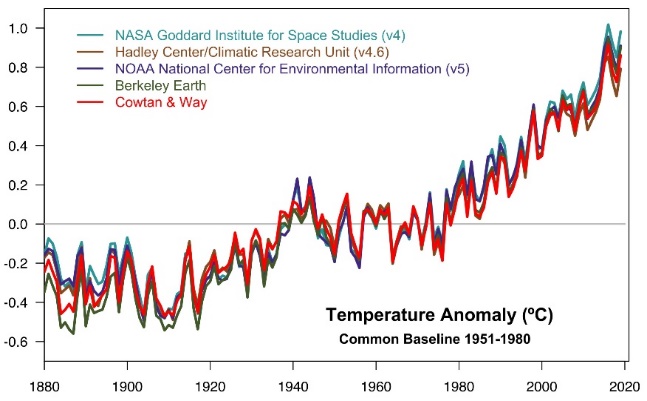 NASA Goddard Institute for Space Studies (v4)
Hadley Center/Climatic Research Unit (v4.6)
NOAA National Center for Environmental Information (v5)
Berkeley Earth
Cowtan & Way
1.0
0.8
0.6
0.4
0.2
0.0
-0.2
-0.4
-0.6
Temperature Anomaly (ºC)
Common Baseline 1951-1980
1880 1900 1920 1940 1960 1980 2000 2020